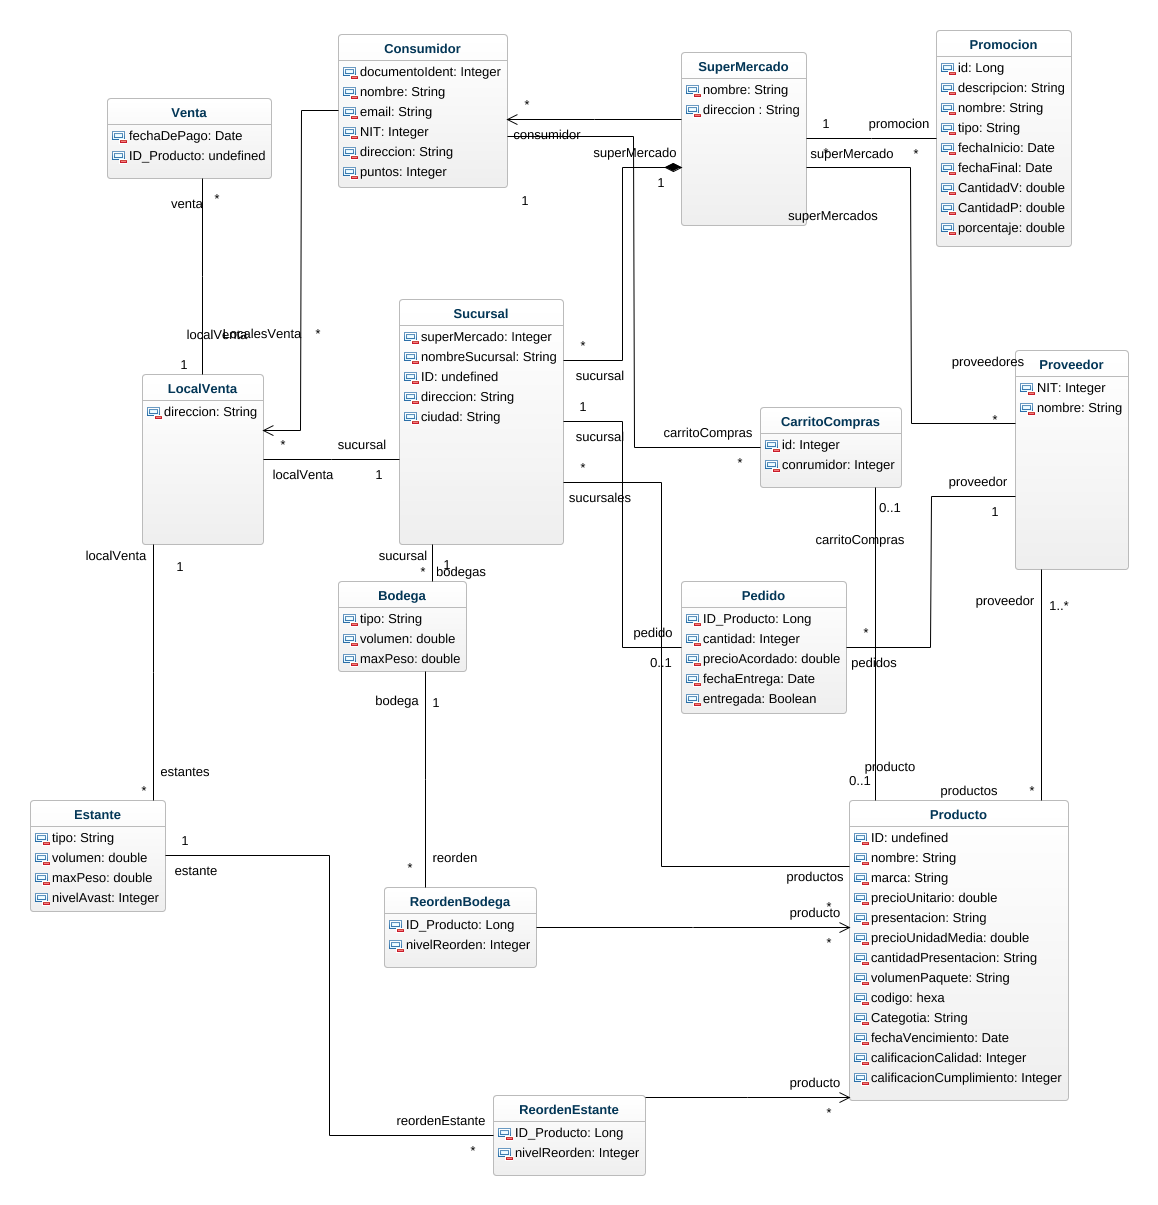 Consumidor
documentoIdent: Integer
nombre: String
email: String
NIT: Integer
direccion: String
puntos: Integer
SuperMercado
nombre: String
direccion : String
Promocion
id: Long
descripcion: String
nombre: String
tipo: String
fechaInicio: Date
fechaFinal: Date
CantidadV: double
CantidadP: double
porcentaje: double
Venta
fechaDePago: Date
ID_Producto: undefined
*
consumidor
1
superMercado
1
1
promocion
superMercado
*
*
superMercados
venta
*
localVenta
LocalesVenta
*
1
Sucursal
superMercado: Integer
nombreSucursal: String
ID: undefined
direccion: String
ciudad: String
*
sucursal
1
sucursal
*
sucursales
LocalVenta
direccion: String
*
localVenta
sucursal
1
proveedores
*
Proveedor
NIT: Integer
nombre: String
CarritoCompras
id: Integer
conrumidor: Integer
carritoCompras
*
0..1
carritoCompras
proveedor
1
proveedor
1..*
localVenta
1
sucursal
1
*
bodegas
Bodega
tipo: String
volumen: double
maxPeso: double
Pedido
ID_Producto: Long
cantidad: Integer
precioAcordado: double
fechaEntrega: Date
entregada: Boolean
pedido
0..1
*
pedidos
bodega
1
estantes
*
producto
0..1
productos
*
Estante
tipo: String
volumen: double
maxPeso: double
nivelAvast: Integer
1
estante
reorden
*
ReordenBodega
ID_Producto: Long
nivelReorden: Integer
productos
*
producto
*
Producto
ID: undefined
nombre: String
marca: String
precioUnitario: double
presentacion: String
precioUnidadMedia: double
cantidadPresentacion: String
volumenPaquete: String
codigo: hexa
Categotia: String
fechaVencimiento: Date
calificacionCalidad: Integer
calificacionCumplimiento: Integer
producto
*
reordenEstante
*
ReordenEstante
ID_Producto: Long
nivelReorden: Integer